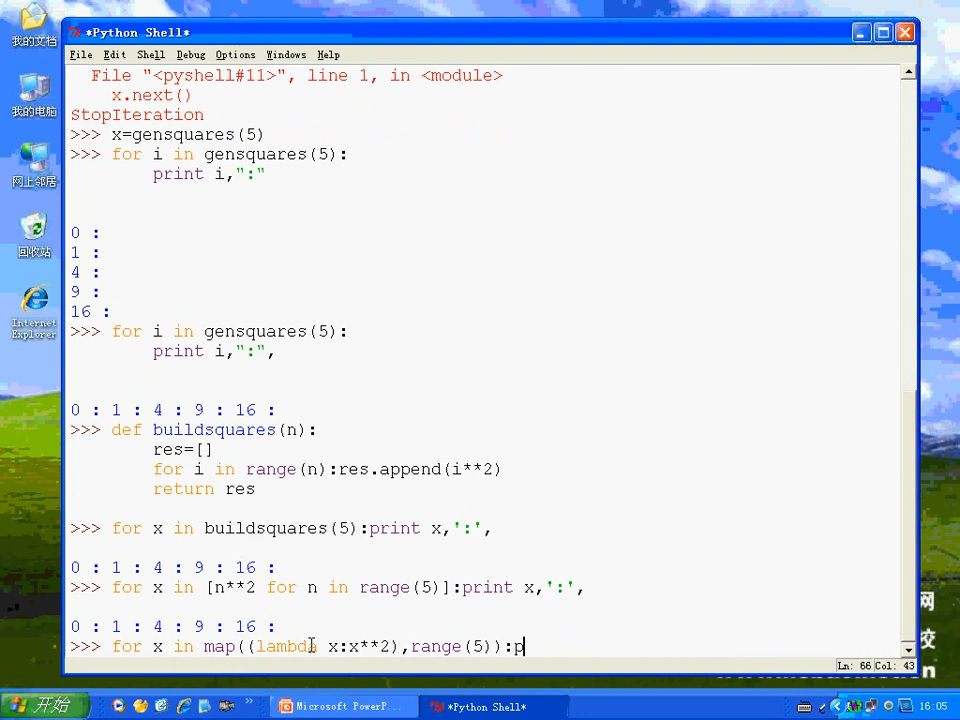 我的文档
我的电脑
网上邻居
回收站
Internet
Explorer
*Python Shell*
File Edit Shell Debug Options Windows Help
  File "<pyshell#11>", line 1, in <module>
    x.next()
StopIteration
>>> x=gensquares(5)
>>> for i in gensquares(5):
        print i,":"
0 :
1 :
4 :
9 :
16 :
>>> for i in gensquares(5):
        print i,":",
0 : 1 : 4 : 9 : 16 :
>>> def buildsquares(n):
        res=[]
        for i in range(n):res.append(i**2)
        return res
>>> for x in buildsquares(5):print x,':',
0 : 1 : 4 : 9 : 16 :
>>> for x in [n**2 for n in range(5)]:print x,':',
0 : 1 : 4 : 9 : 16 :
>>> for x in map((lambda x:x**2),range(5)):p
Ln: 66 Col: 43
网
校
开始
»
Microsoft PowerP...
*Python Shell*
16:05